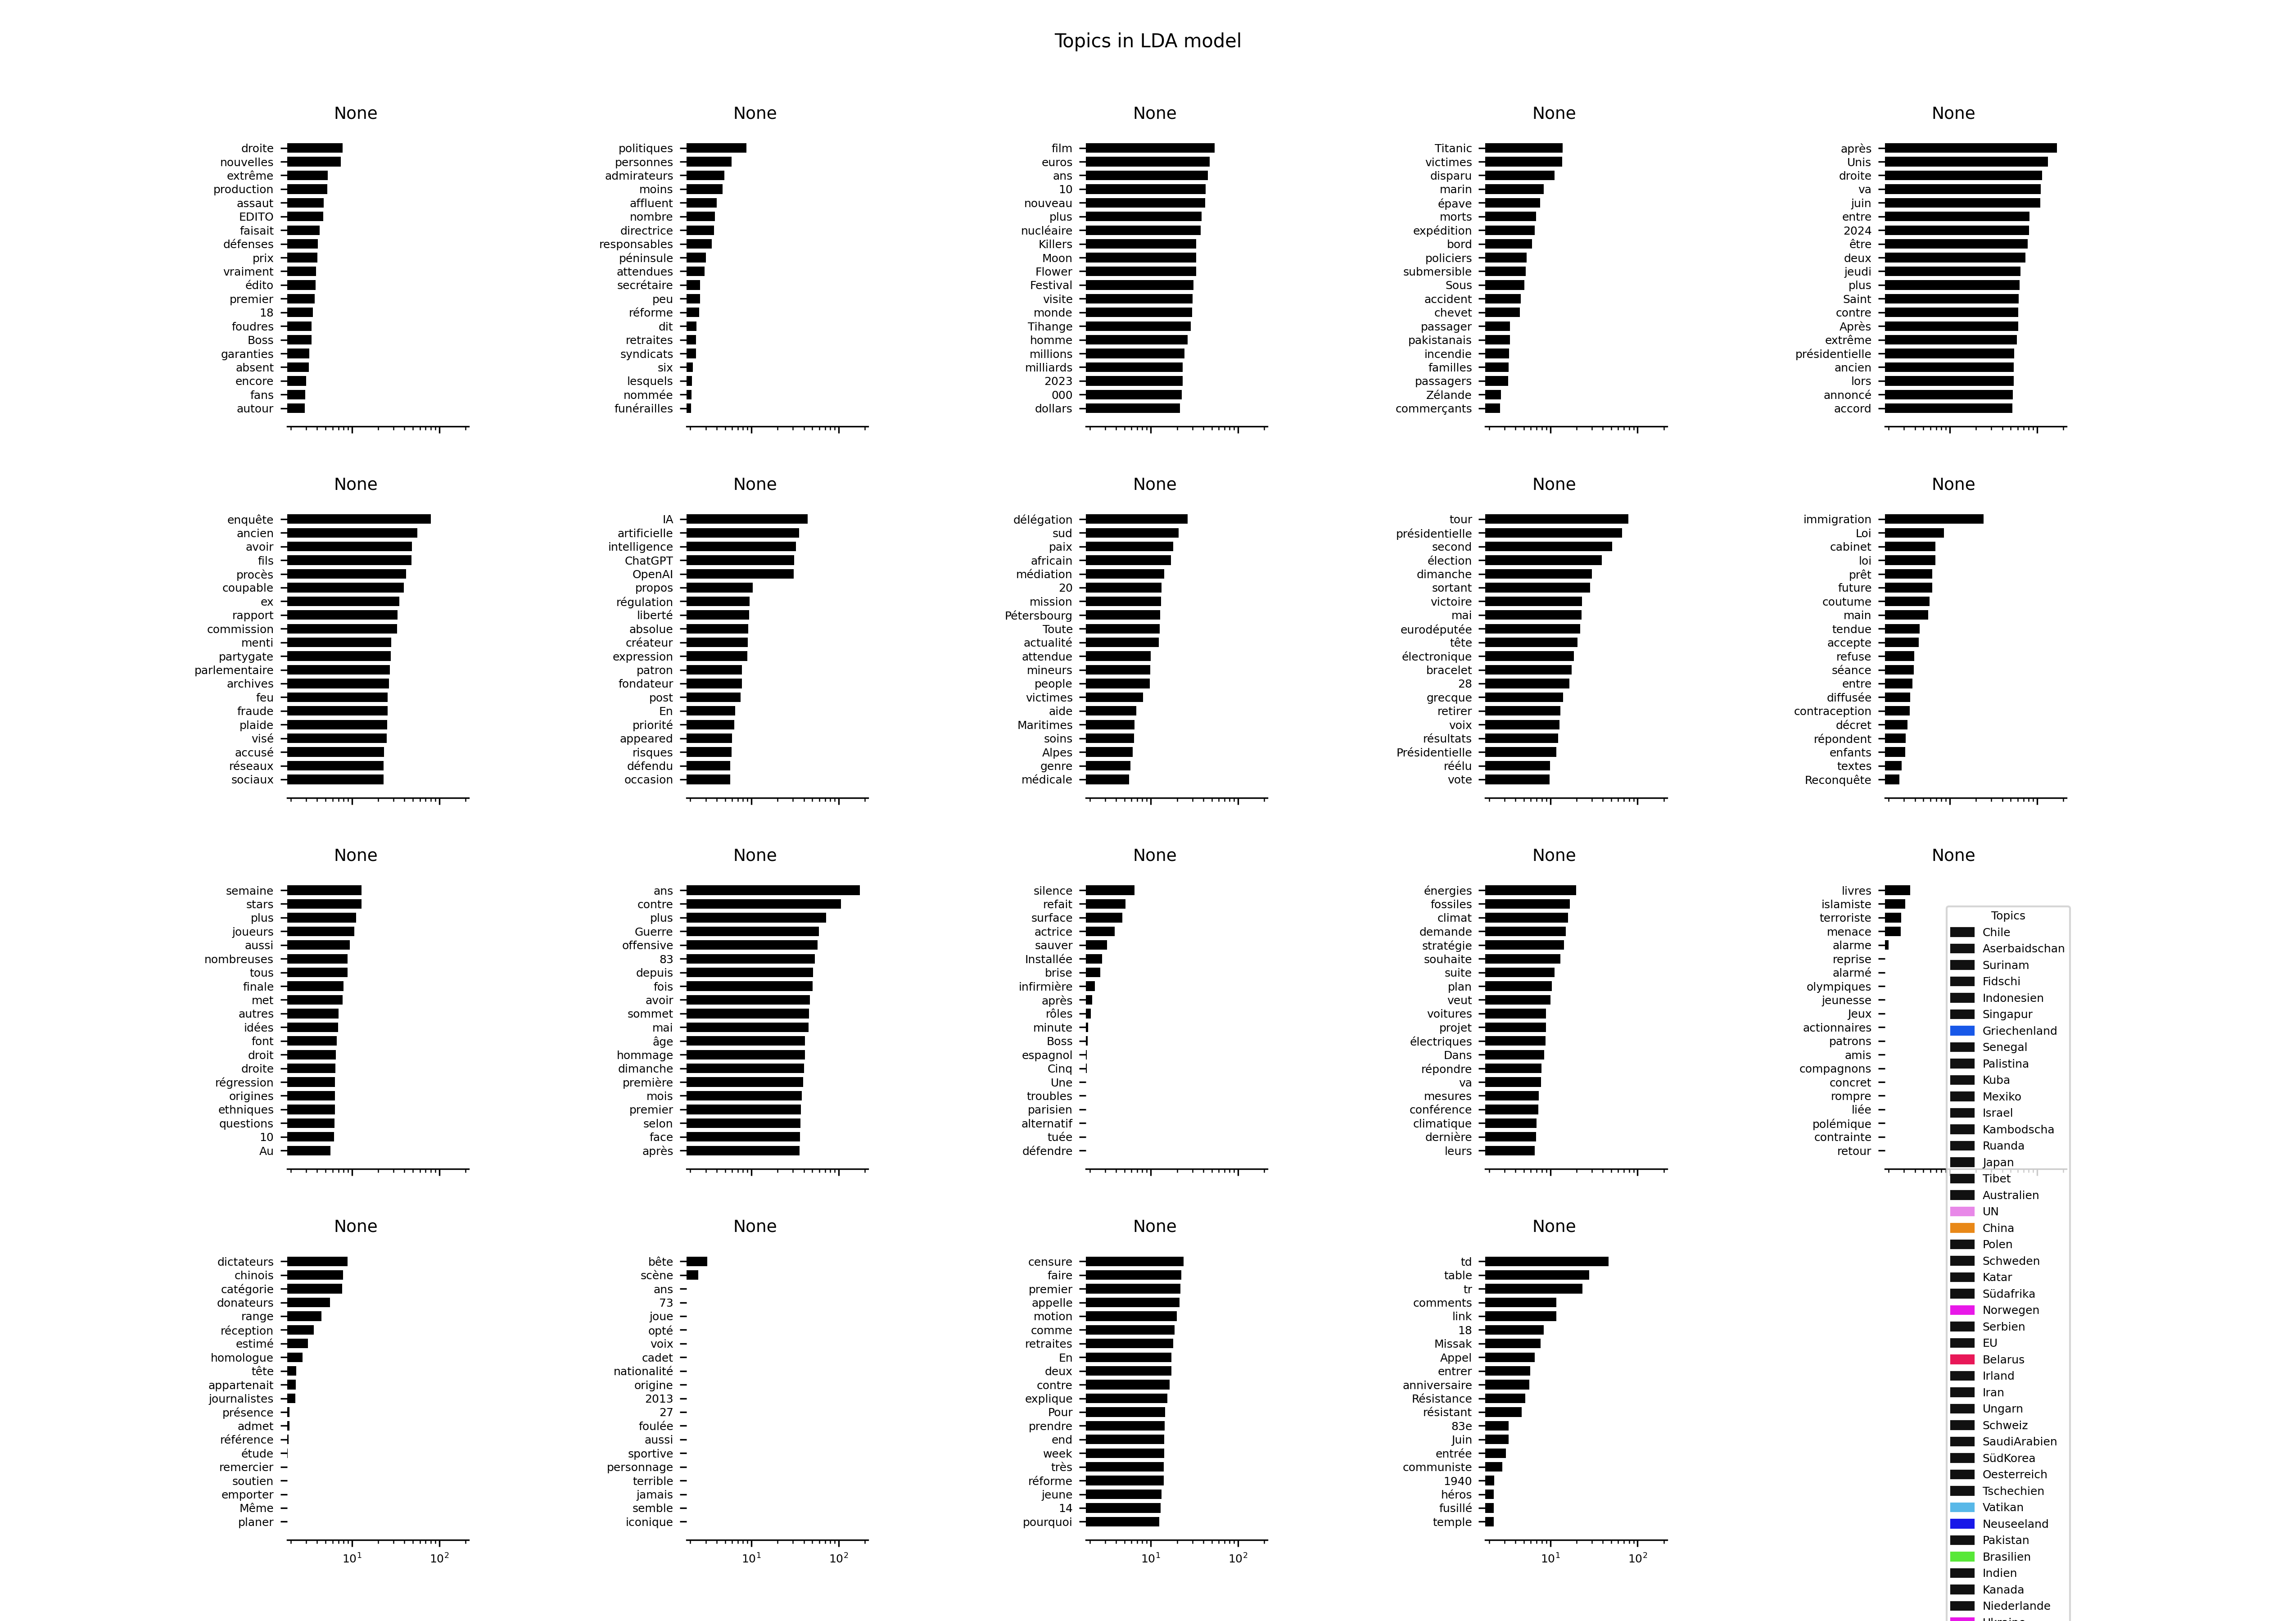 Topics in LDA model
None
droite
nouvelles
extrême
production
assaut
EDITO
faisait
défenses
prix
vraiment
édito
premier
18
foudres
Boss
garanties
absent
encore
fans
autour
None
politiques
personnes
admirateurs
moins
affluent
nombre
directrice
responsables
péninsule
attendues
secrétaire
peu
réforme
dit
retraites
syndicats
six
lesquels
nommée
funérailles
None
film
euros
ans
10
nouveau
plus
nucléaire
Killers
Moon
Flower
Festival
visite
monde
Tihange
homme
millions
milliards
2023
000
dollars
None
Titanic
victimes
disparu
marin
épave
morts
expédition
bord
policiers
submersible
Sous
accident
chevet
passager
pakistanais
incendie
familles
passagers
Zélande
commerçants
None
après
Unis
droite
va
juin
entre
2024
être
deux
jeudi
plus
Saint
contre
Après
extrême
présidentielle
ancien
lors
annoncé
accord
None
enquête
ancien
avoir
fils
procès
coupable
ex
rapport
commission
menti
partygate
parlementaire
archives
feu
fraude
plaide
visé
accusé
réseaux
sociaux
None
IA
artificielle
intelligence
ChatGPT
OpenAI
propos
régulation
liberté
absolue
créateur
expression
patron
fondateur
post
En
priorité
appeared
risques
défendu
occasion
None
délégation
sud
paix
africain
médiation
20
mission
Pétersbourg
Toute
actualité
attendue
mineurs
people
victimes
aide
Maritimes
soins
Alpes
genre
médicale
None
tour
présidentielle
second
élection
dimanche
sortant
victoire
mai
eurodéputée
tête
électronique
bracelet
28
grecque
retirer
voix
résultats
Présidentielle
réélu
vote
None
immigration
Loi
cabinet
loi
prêt
future
coutume
main
tendue
accepte
refuse
séance
entre
diffusée
contraception
décret
répondent
enfants
textes
Reconquête
None
semaine
stars
plus
joueurs
aussi
nombreuses
tous
finale
met
autres
idées
font
droit
droite
régression
origines
ethniques
questions
10
Au
None
ans
contre
plus
Guerre
offensive
83
depuis
fois
avoir
sommet
mai
âge
hommage
dimanche
première
mois
premier
selon
face
après
None
silence
refait
surface
actrice
sauver
Installée
brise
infirmière
après
rôles
minute
Boss
espagnol
Cinq
Une
troubles
parisien
alternatif
tuée
défendre
None
énergies
fossiles
climat
demande
stratégie
souhaite
suite
plan
veut
voitures
projet
électriques
Dans
répondre
va
mesures
conférence
climatique
dernière
leurs
None
livres
islamiste
terroriste
menace
alarme
reprise
alarmé
olympiques
jeunesse
Jeux
actionnaires
patrons
amis
compagnons
concret
rompre
liée
polémique
contrainte
retour
None
dictateurs
chinois
catégorie
donateurs
range
réception
estimé
homologue
tête
appartenait
journalistes
présence
admet
référence
étude
remercier
soutien
emporter
Même
planer
10¹ 10²
None
bête
scène
ans
73
joue
opté
voix
cadet
nationalité
origine
2013
27
foulée
aussi
sportive
personnage
terrible
jamais
semble
iconique
10¹ 10²
None
censure
faire
premier
appelle
motion
comme
retraites
En
deux
contre
explique
Pour
prendre
end
week
très
réforme
jeune
14
pourquoi
10¹ 10²
None
td
table
tr
comments
link
18
Missak
Appel
entrer
anniversaire
Résistance
résistant
83e
Juin
entrée
communiste
1940
héros
fusillé
temple
10¹ 10²
Topics
Chile
Aserbaidschan
Surinam
Fidschi
Indonesien
Singapur
Griechenland
Senegal
Palistina
Kuba
Mexiko
Israel
Kambodscha
Ruanda
Japan
Tibet
Australien
UN
China
Polen
Schweden
Katar
Südafrika
Norwegen
Serbien
EU
Belarus
Irland
Iran
Ungarn
Schweiz
SaudiArabien
SüdKorea
Oesterreich
Tschechien
Vatikan
Neuseeland
Pakistan
Brasilien
Indien
Kanada
Niederlande